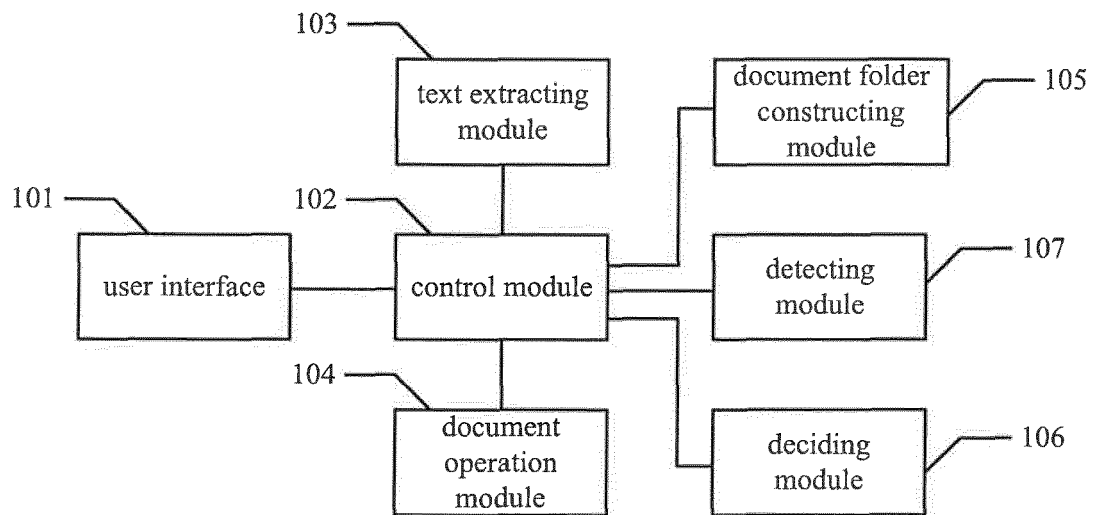 103
text extracting
module
document folder
constructing
module
105
101
102
user interface
control module
detecting
module
107
104
document
operation
module
deciding
module
106